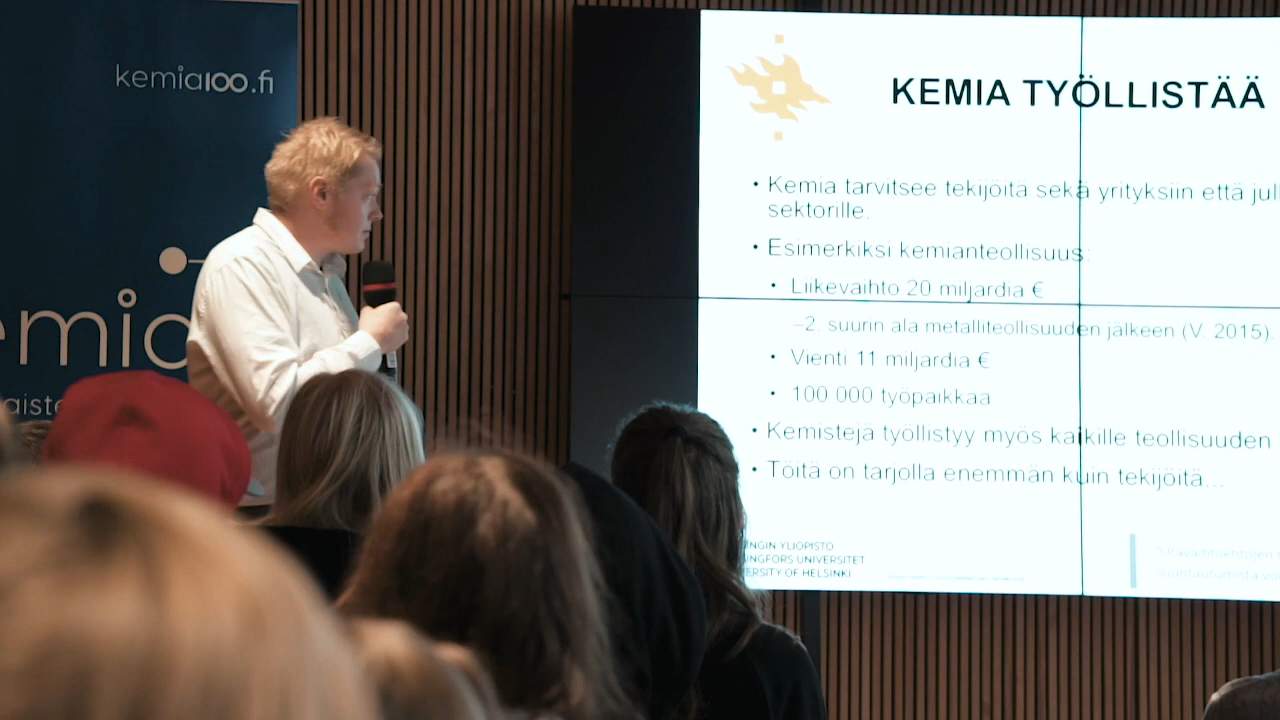 kemia100.fi
KEMIA TYÖLLISTÄÄ
• Kemia tarvitsee tekijöitä sekä yrityksiin että
sektorille.
• Esimerkiksi kemianteollisuus:
• Liikevaihto 20 miljardia €
–2. suurin ala metalliteollisuuden jälkeen (V. 2015).
• Vienti 11 miljardia €
• 100 000 työpaikkaa
• Kemistejä työllistyy myös kaikille teollisuuden
• Töitä on tarjolla enemmän kuin tekijöitä...
emia
NGIN YLIOPISTO
INGFORS UNIVERSITET
ERSITY OF HELSINKI